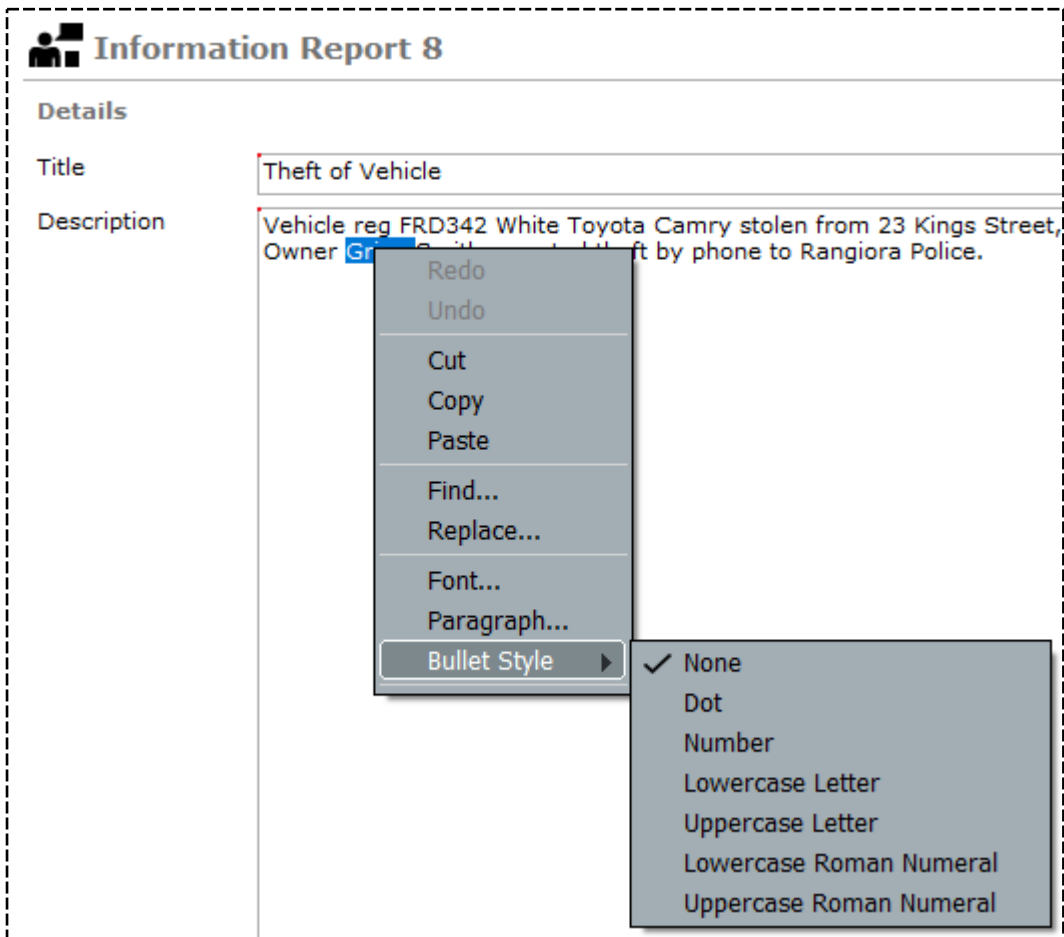 Information Report 8
Details
Title
Theft of Vehicle
Description
Vehicle reg FRD342 White Toyota Camry stolen from 23 Kings Street,
Owner by phone to Rangiora Police.
Redo
Undo
Cut
Copy
Paste
Find...
Replace...
Font...
Paragraph...
Bullet Style
None
Dot
Number
Lowercase Letter
Uppercase Letter
Lowercase Roman Numeral
Uppercase Roman Numeral